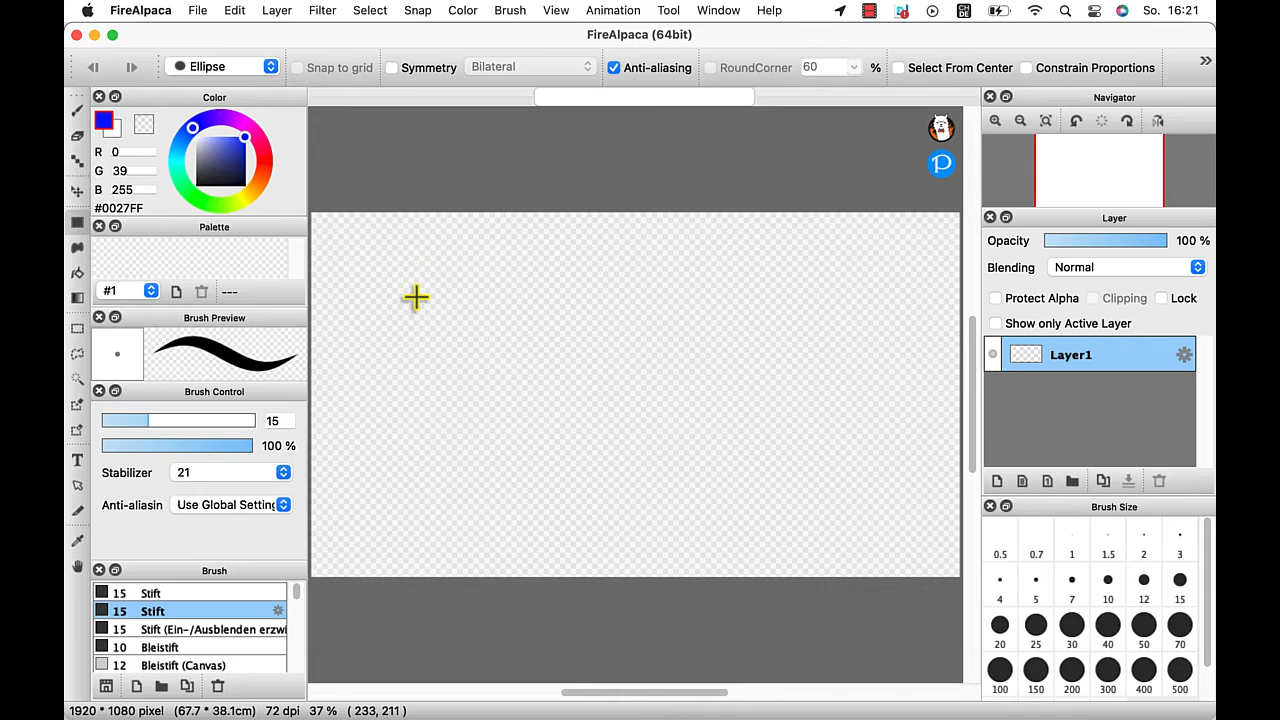 FireAlpaca File Edit Layer Filter Select Snap Color Brush View Animation Tool Window Help CH DE So. 16:21
FireAlpaca (64bit)
Ellipse Snap to grid Symmetry Bilateral Anti-aliasing RoundCorner 60 % Select From Center Constrain Proportions »
Color
R 0
G 39
B 255
#0027FF
Palette
#1 ---
Brush Preview
Brush Control
15
100 %
Stabilizer 21
Anti-aliasin Use Global Setting
Brush
15 Stift
15 Stift
15 Stift (Ein-/Ausblenden erzwi
10 Bleistift
12 Bleistift (Canvas)
P
Navigator
Layer
Opacity 100 %
Blending Normal
Protect Alpha Clipping Lock
Show only Active Layer
Layer1
Brush Size
0.5 0.7 1 1.5 2 3
4 5 7 10 12 15
20 25 30 40 50 70
100 150 200 300 400 500
T
1920 * 1080 pixel (67.7 * 38.1cm) 72 dpi 37 % ( 233, 211 )